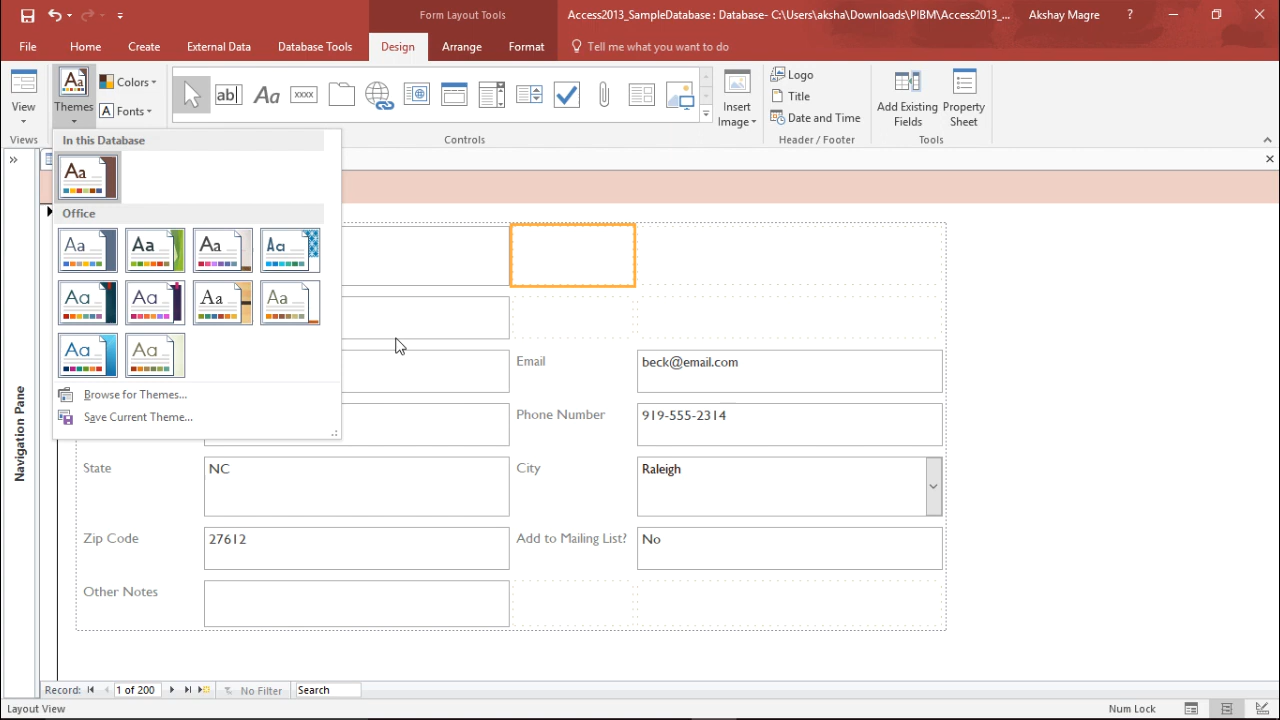 Form Layout Tools
Access2013_SampleDatabase : Database- C:\Users\aksha\Downloads\PIBM\Access2013_...
Akshay Magre
?
File
Home
Create
External Data
Database Tools
Design
Arrange
Format
Tell me what you want to do
View
Views
Aa
Themes
Colors
A Fonts
ab|
Aa
xxxx
Controls
Insert
Image
Logo
Title
Date and Time
Header / Footer
Add Existing
Fields
Property
Sheet
Tools
In this Database
Aa
Office
Aa Aa Aa Aa
Aa Aa Aa Aa
Aa Aa
Browse for Themes...
Save Current Theme...
Navigation Pane
Email
beck@email.com
Phone Number
919-555-2314
State
NC
City
Raleigh
Zip Code
27612
Add to Mailing List?
No
Other Notes
Record:
1 of 200
No Filter
Search
Layout View
Num Lock